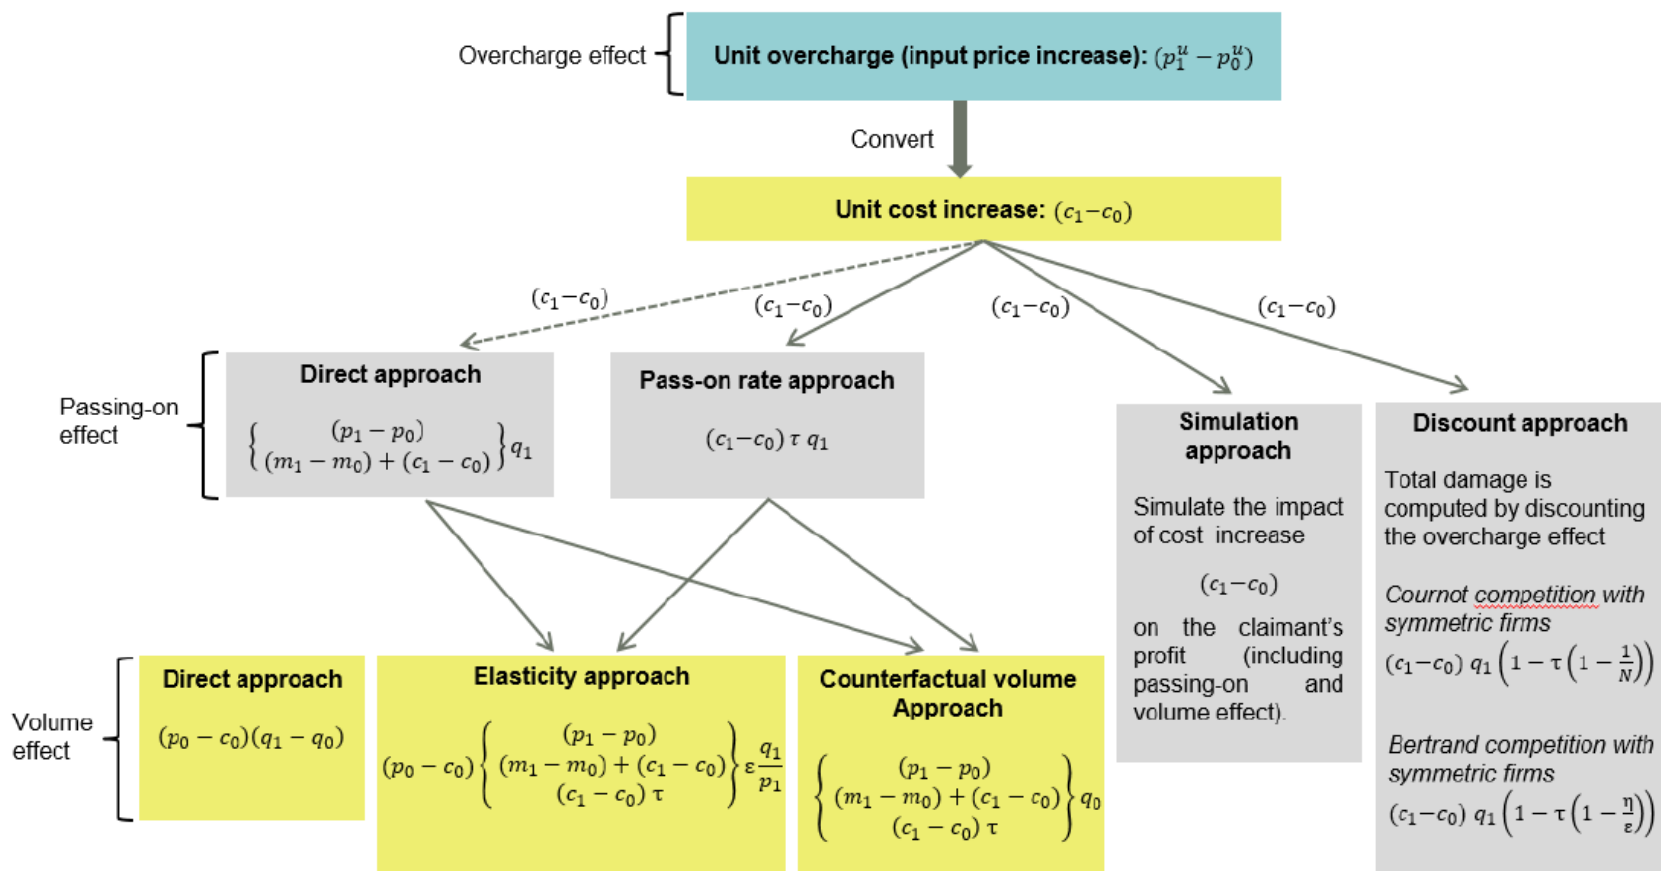 Overcharge effect
Unit overcharge (input price increase): (p₁ᵘ − p₀ᵘ)
Convert
Unit cost increase: (c₁−c₀)
(c₁−c₀)
(c₁−c₀)
(c₁−c₀)
(c₁−c₀)
Passing-on
effect
Direct approach
{(p₁ − p₀)
(m₁ − m₀) + (c₁ − c₀)} q₁
Pass-on rate approach
(c₁−c₀) τ q₁
Simulation
approach
Simulate the impact
of cost increase
(c₁−c₀)
on the claimant's
profit (including
passing-on and
volume effect).
Discount approach
Total damage is
computed by discounting
the overcharge effect
Cournot competition with
symmetric firms
(c₁−c₀) q₁ (1 − τ (1 − 1/N))
Bertrand competition with
symmetric firms
(c₁−c₀) q₁ (1 − τ (1 − η/ε))
Volume
effect
Direct approach
(p₀ − c₀)(q₁ − q₀)
Elasticity approach
(p₀ − c₀) {(p₁ − p₀)
(m₁ − m₀) + (c₁ − c₀)
(c₁ − c₀) τ} ε q₁/p₁
Counterfactual volume
Approach
{(p₁ − p₀)
(m₁ − m₀) + (c₁ − c₀)
(c₁ − c₀) τ} q₀